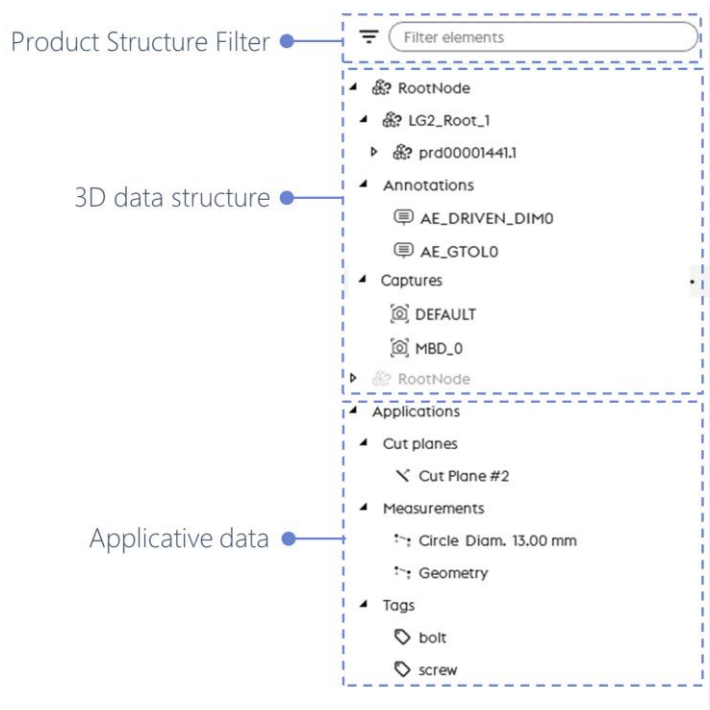 Product Structure Filter
Filter elements
RootNode
LG2_Root_1
prd00001441.1
3D data structure
Annotations
AE_DRIVEN_DIM0
AE_GTOL0
Captures
DEFAULT
MBD_0
RootNode
Applications
Cut planes
Cut Plane #2
Measurements
Applicative data
Circle Diam. 13.00 mm
Geometry
Tags
bolt
screw